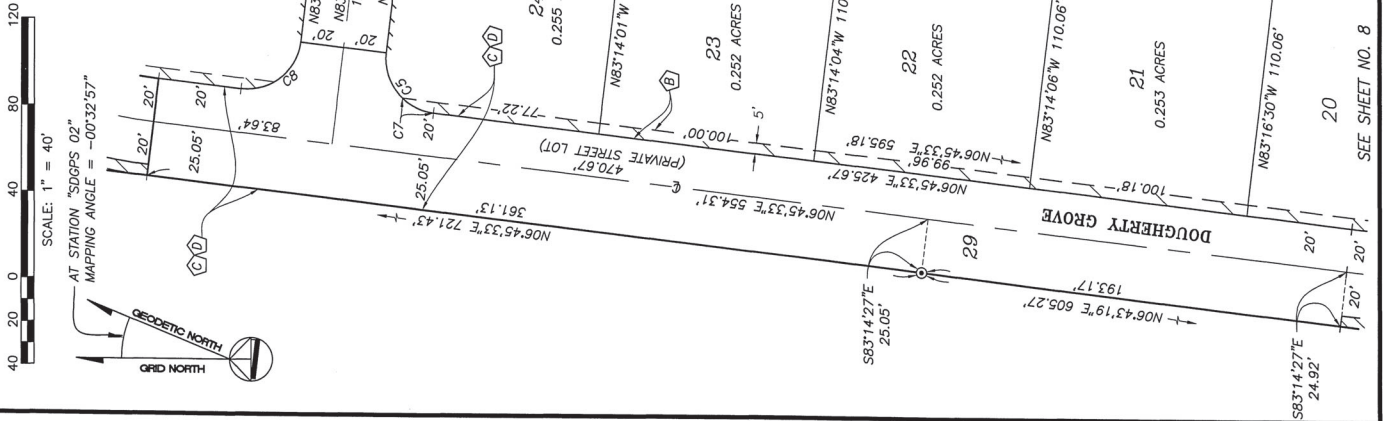 40 20 0 40 80 120
SCALE: 1" = 40'
AT STATION "SDGPS 02"
MAPPING ANGLE = -00°32'57"
GEODETIC NORTH
GRID NORTH
20'
20'
25.05'
83.64'
C8
N83°
N83°
20'
20'
C5
C7
20'
C
D
C
D
B
77.22'
100.00'
5'
(PRIVATE STREET LOT)
470.67'
℄
25.05'
361.13'
N06°45'33"E 721.43'
N06°45'33"E 554.31'
N06°45'33"E 425.67'
N06°45'33"E 595.18'
99.96'
100.18'
24
0.255
N83°14'01"W
23
0.252 ACRES
N83°14'04"W 110
22
0.252 ACRES
N83°14'06"W 110.06'
21
0.253 ACRES
N83°16'30"W 110.06'
20
SEE SHEET NO. 8
DOUGHERTY GROVE
29
S83°14'27"E
25.05'
193.17'
N06°43'19"E 605.27'
20'
20'
20'
S83°14'27"E
24.92'